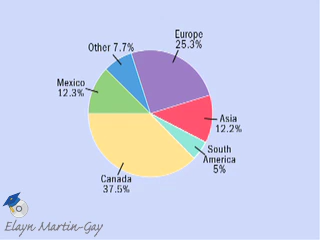 Europe
25.3%
Other 7.7%
Mexico
12.3%
Asia
12.2%
South
America
5%
Canada
37.5%
Elayn Martin-Gay